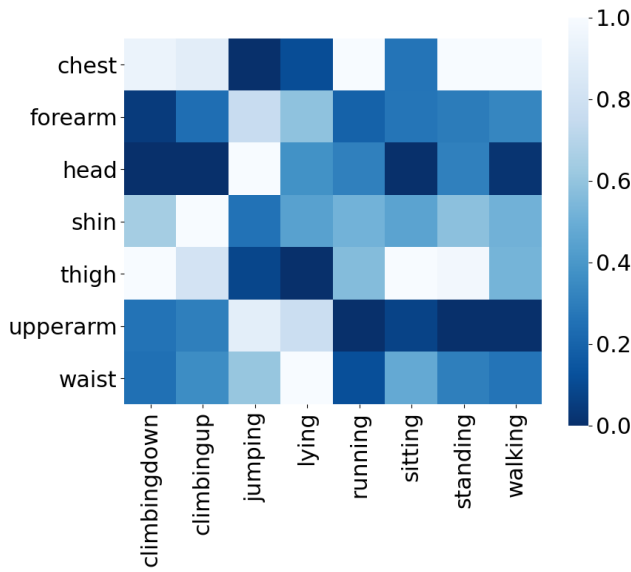 chest
forearm
head
shin
thigh
upperarm
waist
climbingdown
climbingup
jumping
lying
running
sitting
standing
walking
1.0
0.8
0.6
0.4
0.2
0.0